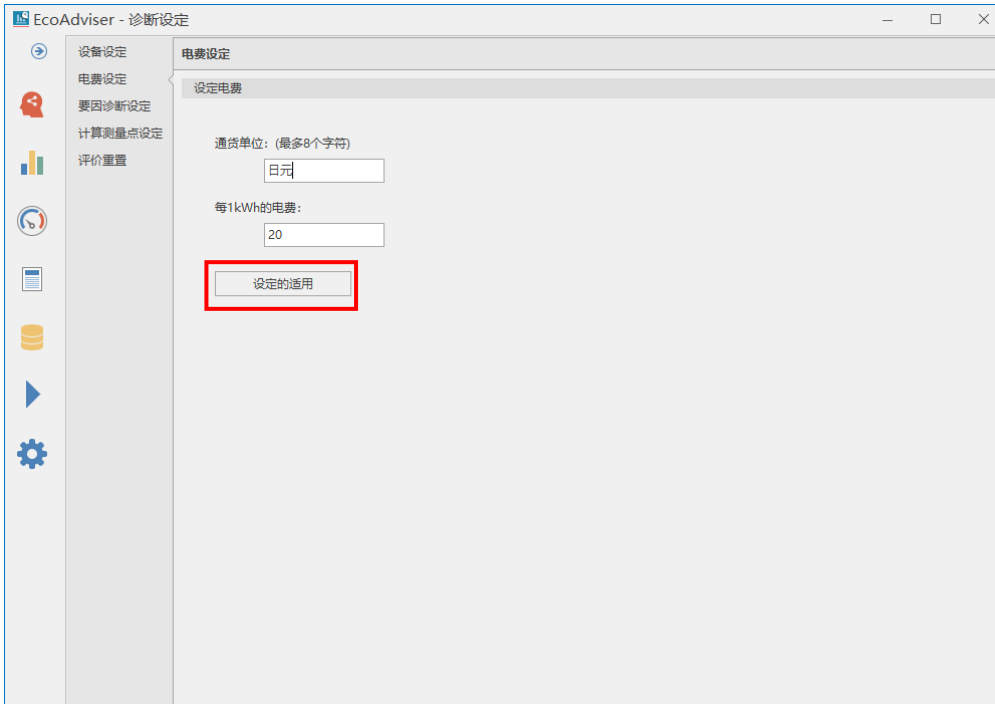 EcoAdviser - 诊断设定
设备设定
电费设定
要因诊断设定
计算测量点设定
评价重置
电费设定
设定电费
通货单位：(最多8个字符)
日元
每1kWh的电费：
20
设定的适用